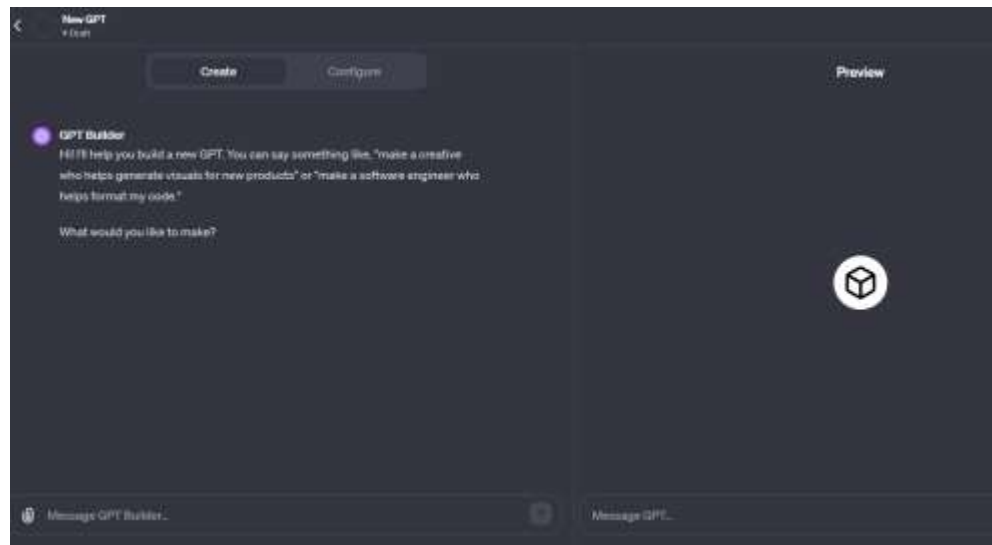 New GPT
• Draft
Create
Configure
Preview
GPT Builder
Hi! I'll help you build a new GPT. You can say something like, "make a creative
who helps generate visuals for new products" or "make a software engineer who
helps format my code."
What would you like to make?
Message GPT Builder...
Message GPT...